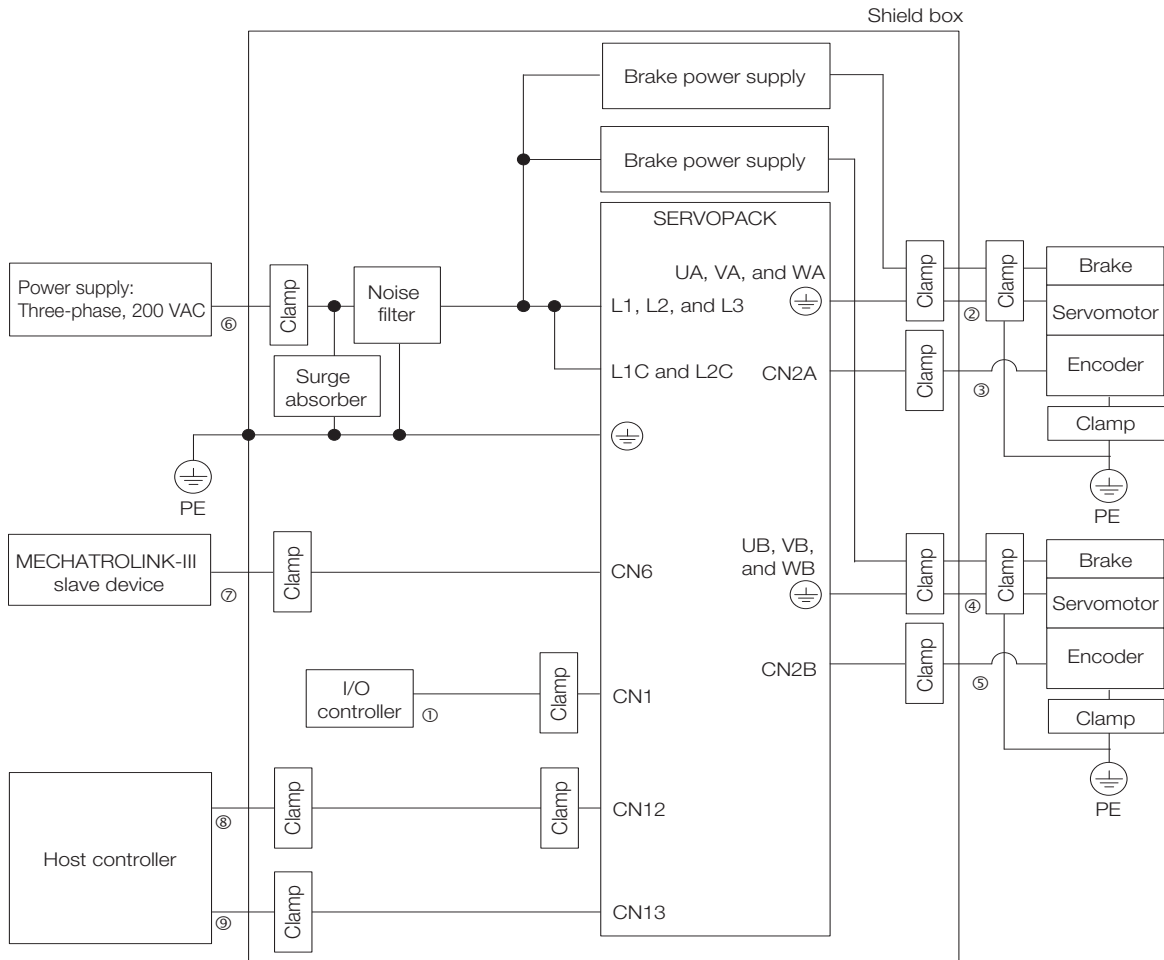 Shield box
Brake power supply
Brake power supply
SERVOPACK
Power supply:
Three-phase, 200 VAC
⑥
Clamp
Noise
filter
Surge
absorber
L1, L2, and L3
L1C and L2C
UA, VA, and WA
CN2A
Clamp
Clamp
②
Clamp
③
Brake
Servomotor
Encoder
Clamp
PE
PE
MECHATROLINK-III
slave device
⑦
Clamp
CN6
UB, VB,
and WB
CN2B
Clamp
Clamp
④
Clamp
⑤
Brake
Servomotor
Encoder
Clamp
PE
I/O
controller
①
Clamp
CN1
Host controller
⑧
Clamp
Clamp
CN12
⑨
Clamp
CN13